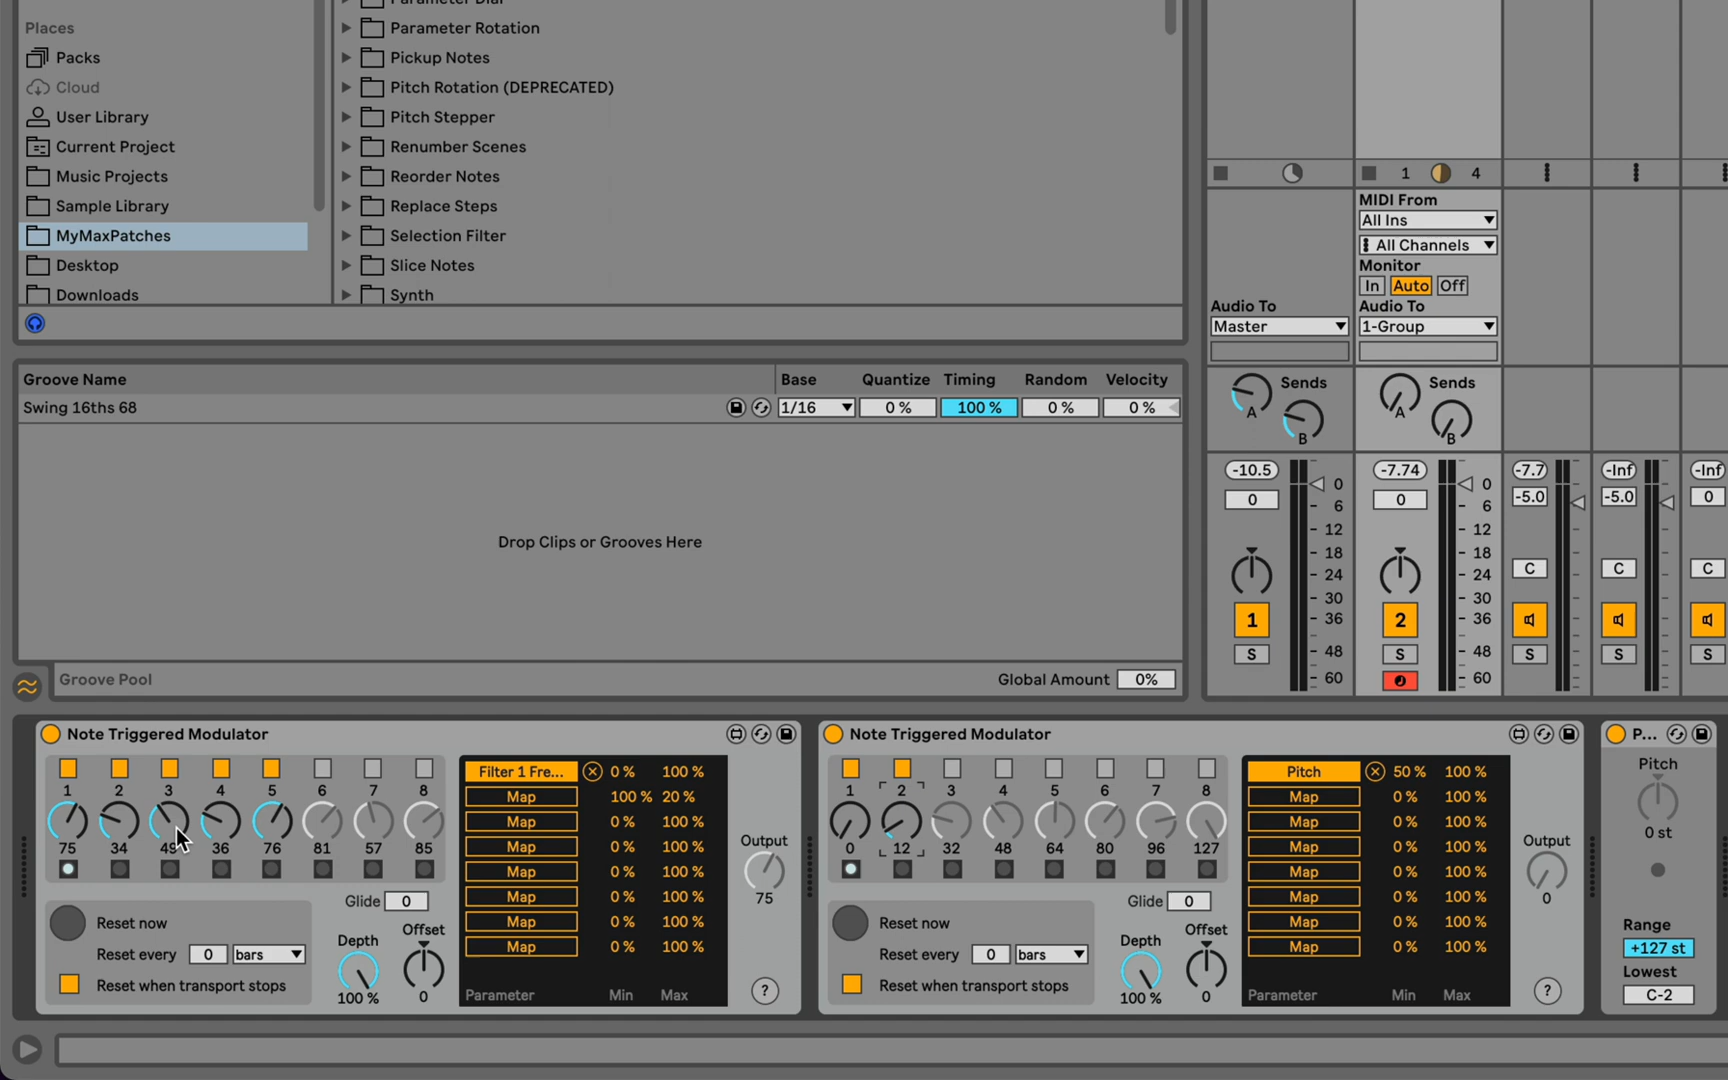 Places
Packs
Cloud
User Library
Current Project
Music Projects
Sample Library
MyMaxPatches
Desktop
Downloads
Parameter Dial
Parameter Rotation
Pickup Notes
Pitch Rotation (DEPRECATED)
Pitch Stepper
Renumber Scenes
Reorder Notes
Replace Steps
Selection Filter
Slice Notes
Synth
1 4
MIDI From
All Ins
All Channels
Monitor
In Auto Off
Audio To Audio To
Master 1-Group
Sends Sends
A B A B
-10.5 -7.74 -7.7 -Inf -Inf
0 0 -5.0 -5.0 0
0 0
6 6
12 12
18 18
24 24
30 30
36 36
48 48
60 60
C C C
1 2
S S S S S
Groove Name Base Quantize Timing Random Velocity
Swing 16ths 68 1/16 0 % 100 % 0 % 0 %
Drop Clips or Grooves Here
Groove Pool Global Amount 0%
Note Triggered Modulator
1 2 3 4 5 6 7 8
75 34 49 36 76 81 57 85
Glide 0
Reset now
Reset every 0 bars
Reset when transport stops
Depth
100 %
Offset
0
Filter 1 Fre... 0 % 100 %
Map 100 % 20 %
Map 0 % 100 %
Map 0 % 100 %
Map 0 % 100 %
Map 0 % 100 %
Map 0 % 100 %
Map 0 % 100 %
Parameter Min Max
Output
75
?
Note Triggered Modulator
1 2 3 4 5 6 7 8
0 12 32 48 64 80 96 127
Glide 0
Reset now
Reset every 0 bars
Reset when transport stops
Depth
100 %
Offset
0
Pitch 50 % 100 %
Map 0 % 100 %
Map 0 % 100 %
Map 0 % 100 %
Map 0 % 100 %
Map 0 % 100 %
Map 0 % 100 %
Map 0 % 100 %
Parameter Min Max
Output
0
?
P...
Pitch
0 st
Range
+127 st
Lowest
C-2